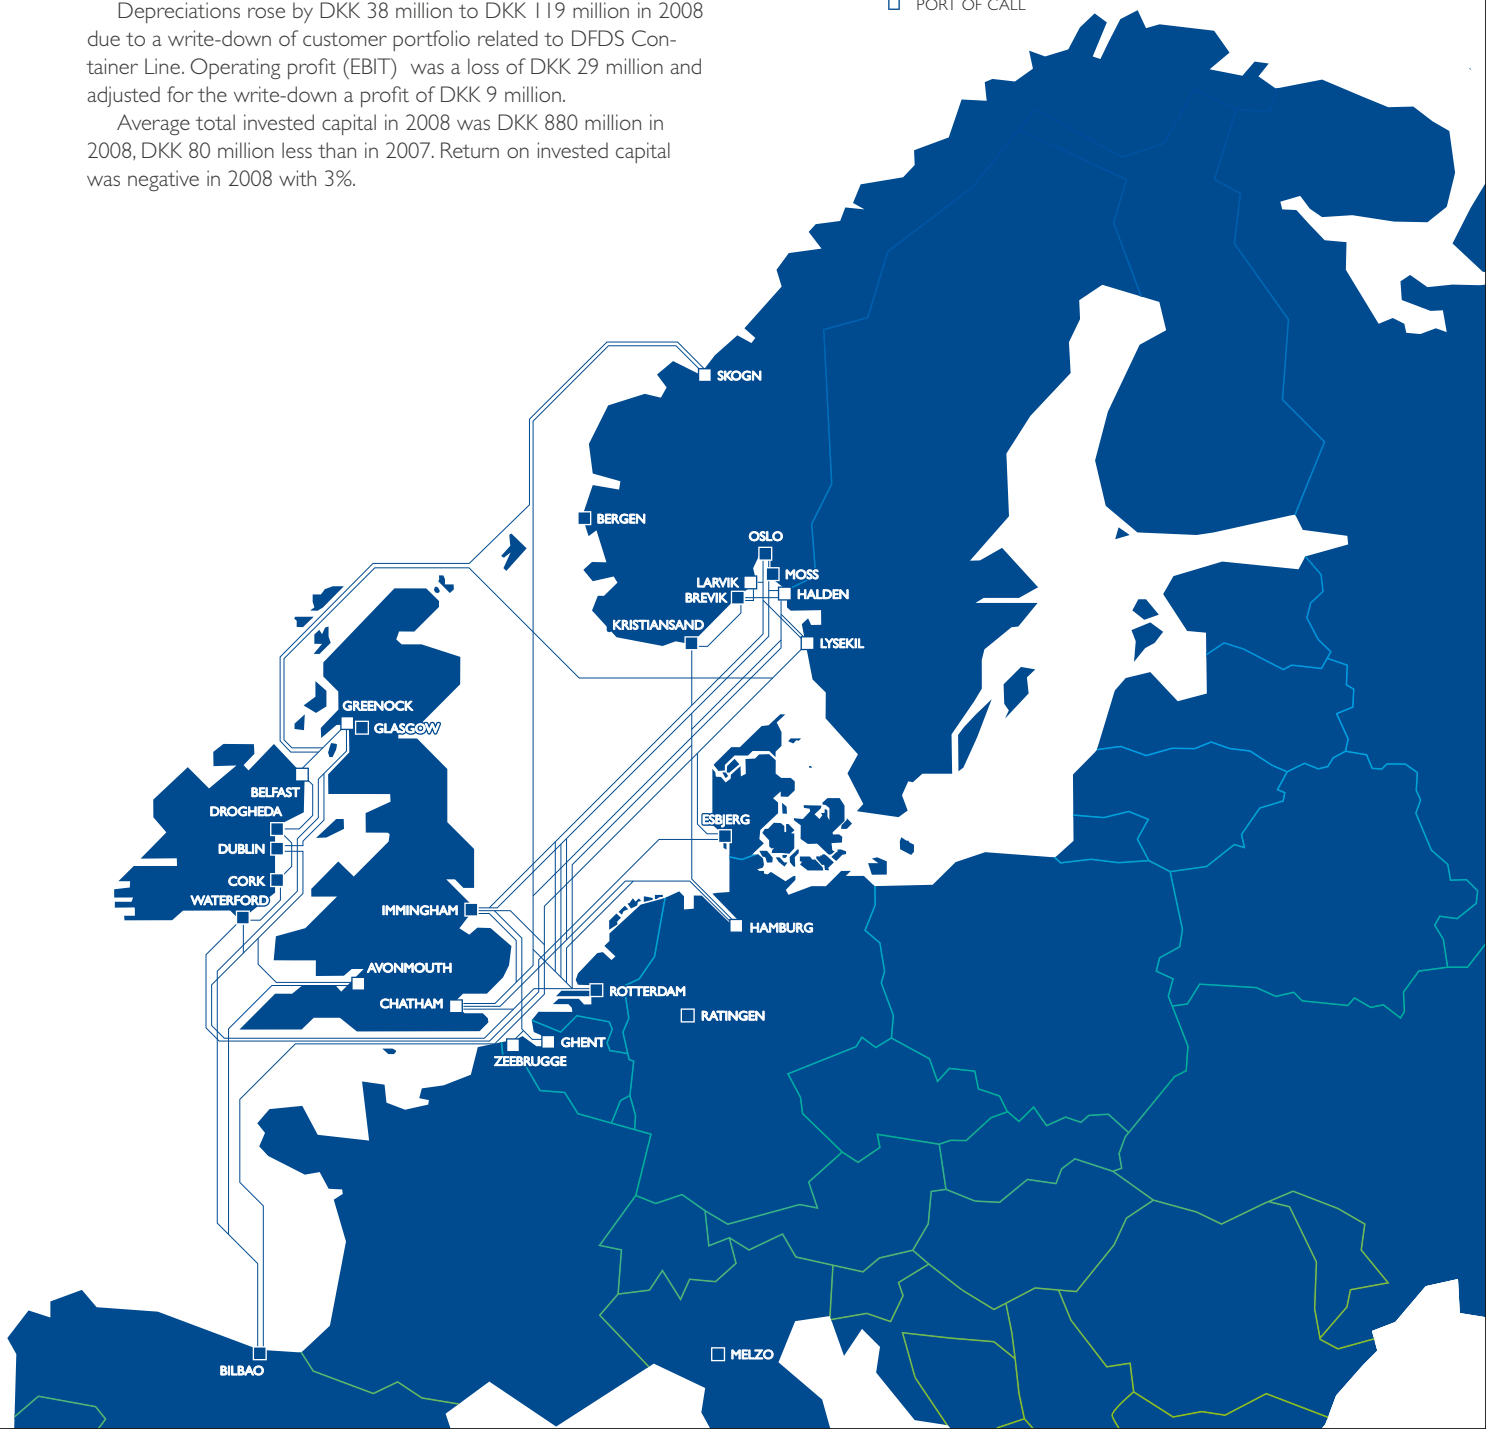 Depreciations rose by DKK 38 million to DKK 119 million in 2008
due to a write-down of customer portfolio related to DFDS Con-
tainer Line. Operating profit (EBIT)  was a loss of DKK 29 million and
adjusted for the write-down a profit of DKK 9 million.
Average total invested capital in 2008 was DKK 880 million in
2008, DKK 80 million less than in 2007. Return on invested capital
was negative in 2008 with 3%.
PORT OF CALL
SKOGN
BERGEN
OSLO
MOSS
LARVIK
HALDEN
BREVIK
KRISTIANSAND
LYSEKIL
GREENOCK
GLASGOW
BELFAST
DROGHEDA
ESBJERG
DUBLIN
CORK
WATERFORD
IMMINGHAM
HAMBURG
AVONMOUTH
ROTTERDAM
CHATHAM
RATINGEN
GHENT
ZEEBRUGGE
MELZO
BILBAO